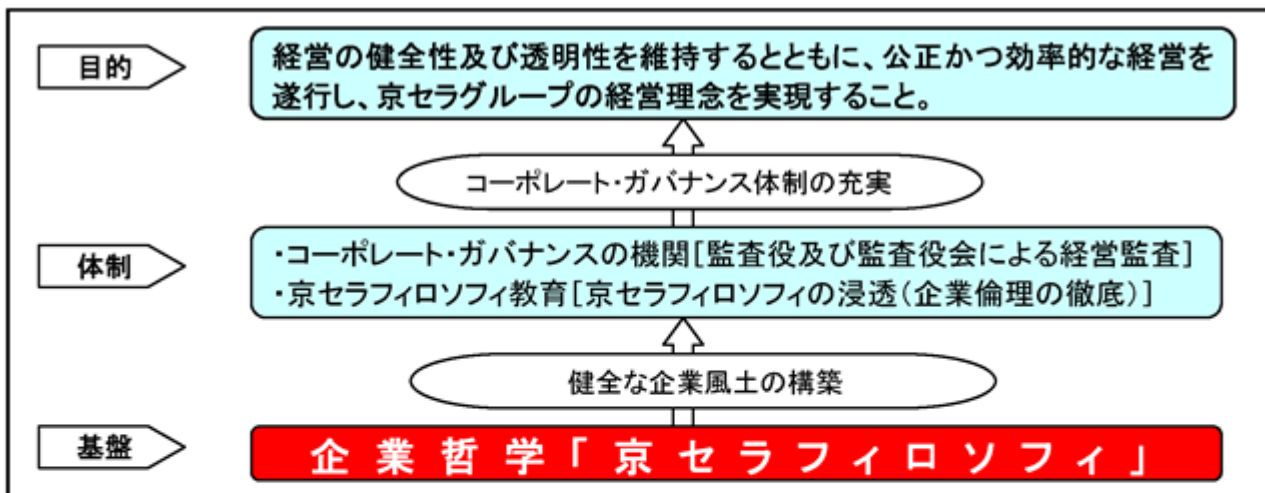 目的
経営の健全性及び透明性を維持するとともに、公正かつ効率的な経営を
遂行し、京セラグループの経営理念を実現すること。
コーポレート・ガバナンス体制の充実
体制
・コーポレート・ガバナンスの機関[監査役及び監査役会による経営監査]
・京セラフィロソフィ教育[京セラフィロソフィの浸透(企業倫理の徹底)]
健全な企業風土の構築
基盤
企業哲学「京セラフィロソフィ」